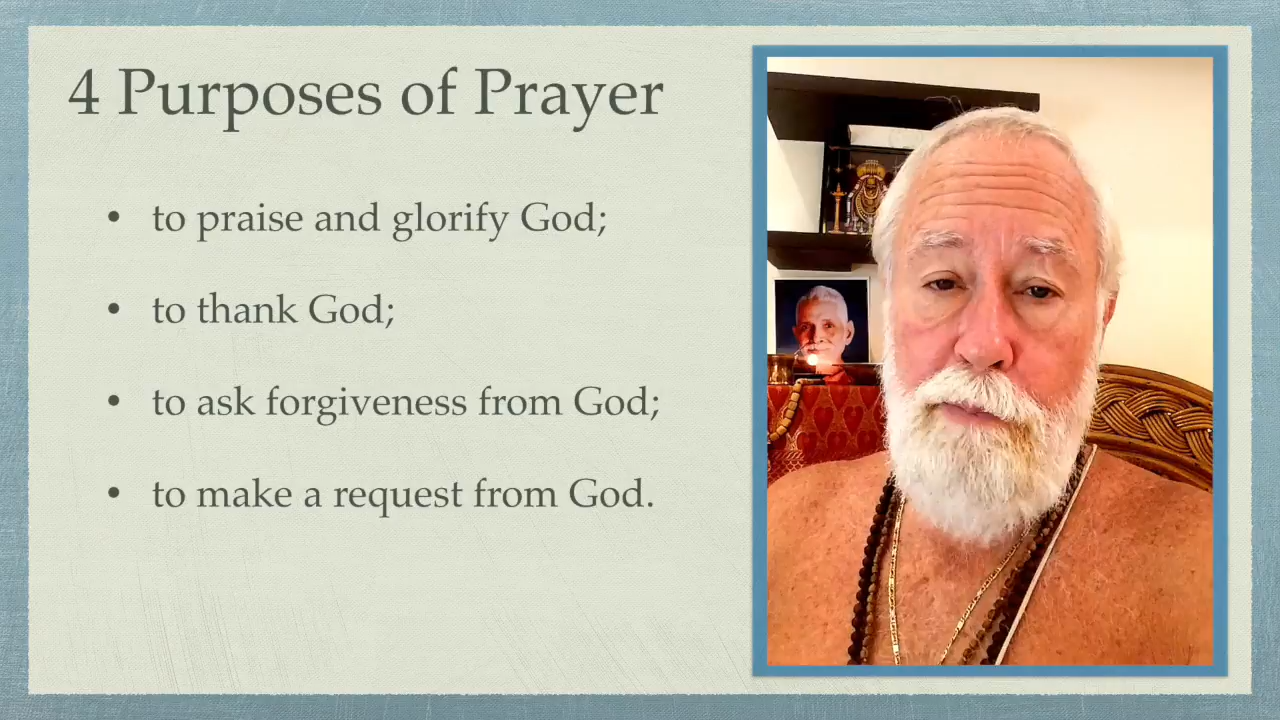 4 Purposes of Prayer
• to praise and glorify God;
• to thank God;
• to ask forgiveness from God;
• to make a request from God.